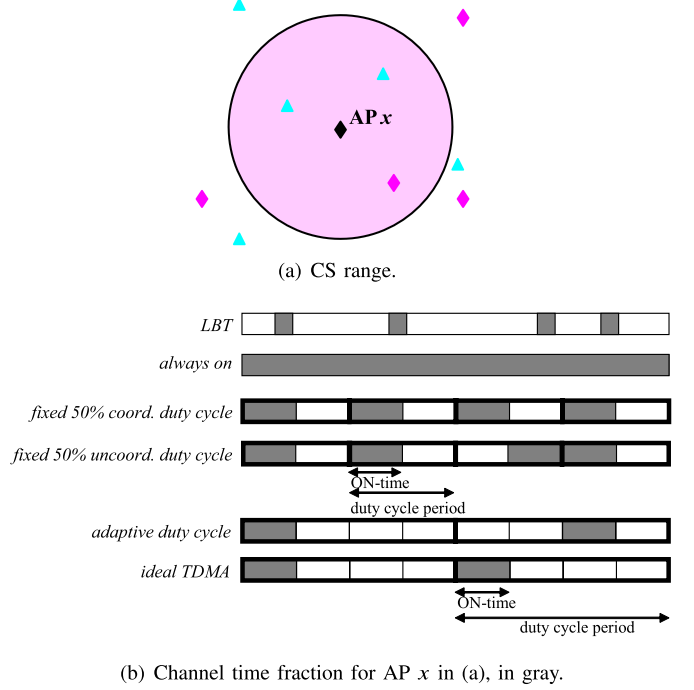 AP x
(a) CS range.
LBT
always on
fixed 50% coord. duty cycle
fixed 50% uncoord. duty cycle
ON-time
duty cycle period
adaptive duty cycle
ideal TDMA
ON-time
duty cycle period
(b) Channel time fraction for AP x in (a), in gray.